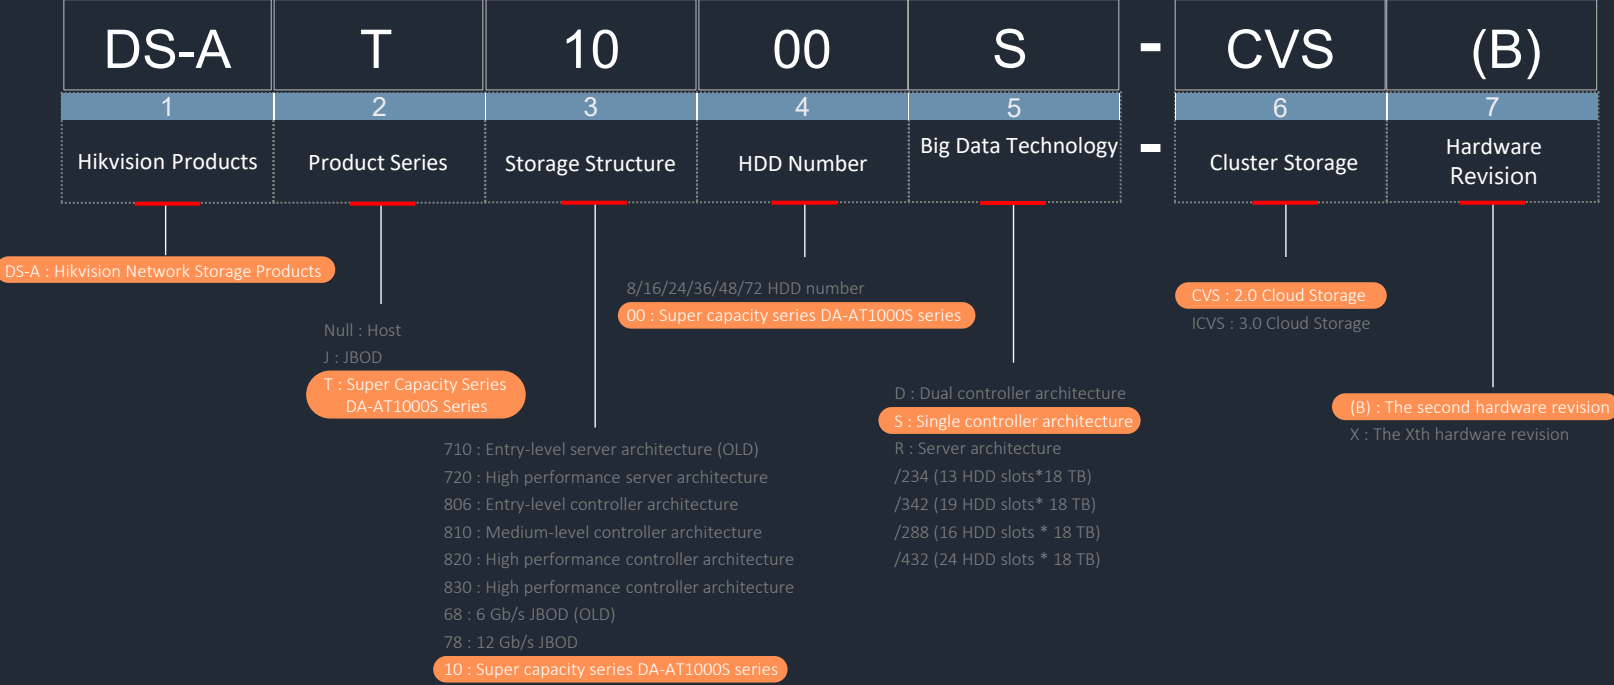 DS-A T 10 00 S - CVS (B)
1 2 3 4 5 6 7
Hikvision Products
Product Series
Storage Structure
HDD Number
Big Data Technology
-
Cluster Storage
Hardware
Revision
DS-A : Hikvision Network Storage Products
Null : Host
J : JBOD
T : Super Capacity Series
DA-AT1000S Series
710 : Entry-level server architecture (OLD)
720 : High performance server architecture
806 : Entry-level controller architecture
810 : Medium-level controller architecture
820 : High performance controller architecture
830 : High performance controller architecture
68 : 6 Gb/s JBOD (OLD)
78 : 12 Gb/s JBOD
10 : Super capacity series DA-AT1000S series
8/16/24/36/48/72 HDD number
00 : Super capacity series DA-AT1000S series
D : Dual controller architecture
S : Single controller architecture
R : Server architecture
/234 (13 HDD slots*18 TB)
/342 (19 HDD slots* 18 TB)
/288 (16 HDD slots * 18 TB)
/432 (24 HDD slots * 18 TB)
CVS : 2.0 Cloud Storage
ICVS : 3.0 Cloud Storage
(B) : The second hardware revision
X : The Xth hardware revision